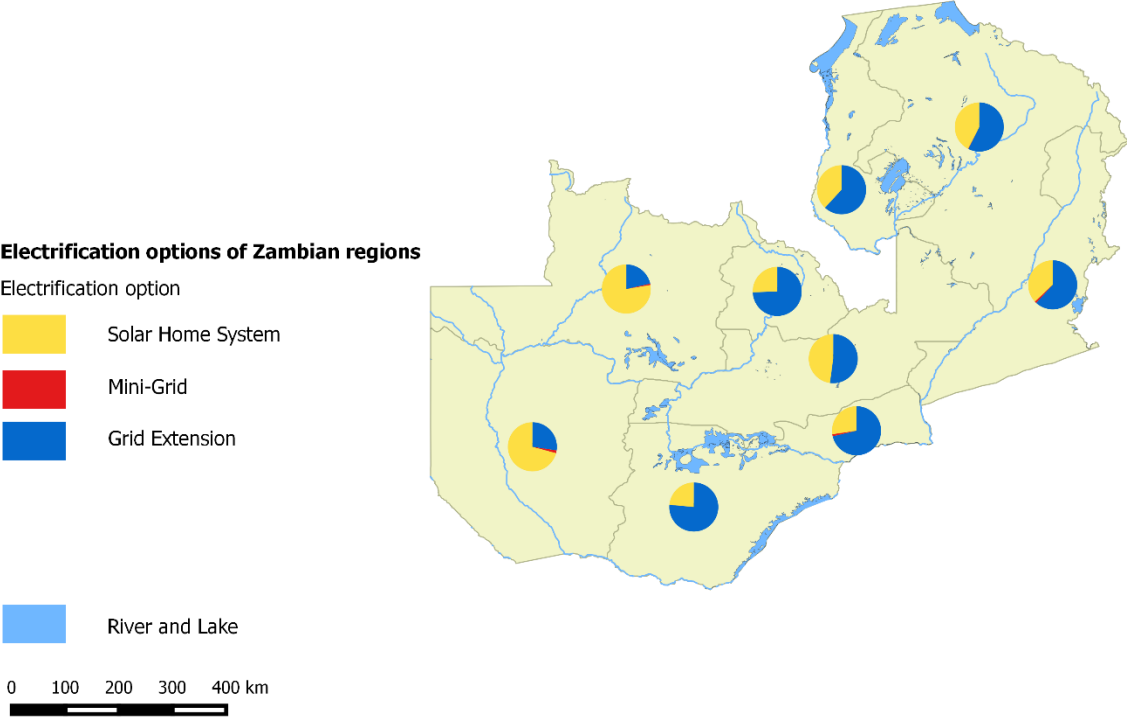 Electrification options of Zambian regions
Electrification option
Solar Home System
Mini-Grid
Grid Extension
River and Lake
0 100 200 300 400 km